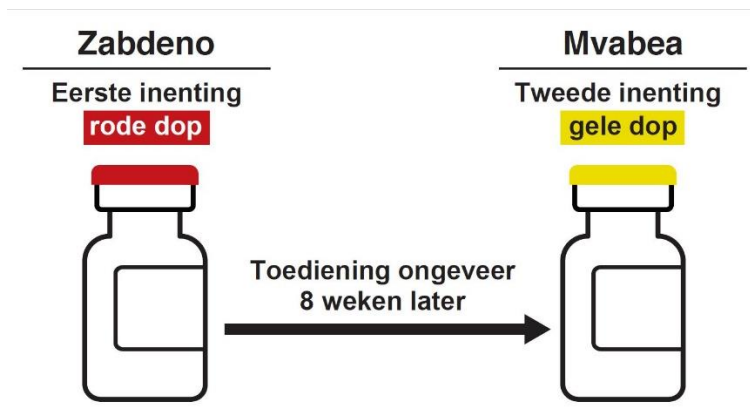 Zabdeno
Eerste inenting
rode dop
Mvabea
Tweede inenting
gele dop
Toediening ongeveer
8 weken later